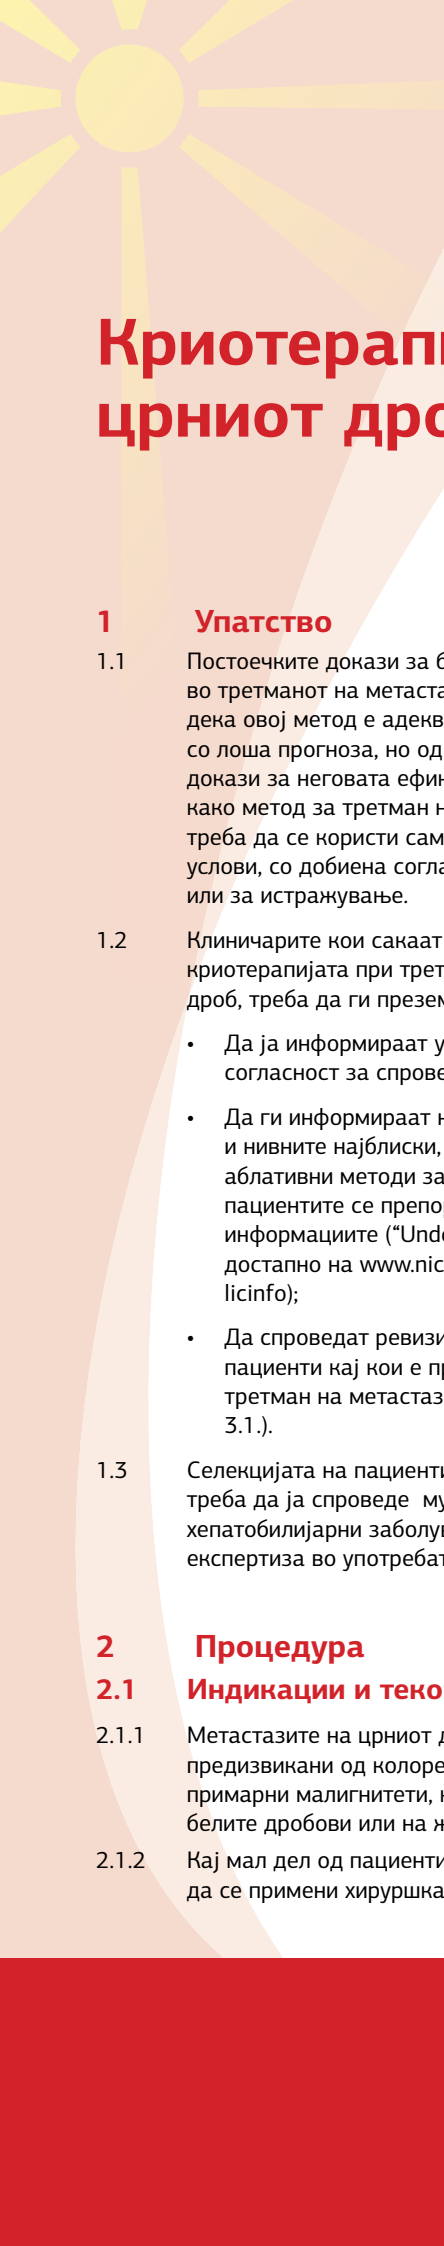 Криотерапи
црниот дро
1 Упатство
1.1 Постоечките докази за б
во третманот на метаста
дека овој метод е адекв
со лоша прогноза, но од
докази за неговата ефик
како метод за третман н
треба да се користи сам
услови, со добиена согла
или за истражување.
1.2 Клиничарите кои сакаат
криотерапијата при трет
дроб, треба да ги презем
• Да ја информираат у
согласност за спрове
• Да ги информираат н
и нивните најблиски,
аблативни методи за
пациентите се препор
информациите (“Unde
достапно на www.nic
licinfo);
• Да спроведат ревизи
пациенти кај кои е пр
третман на метастаз
3.1.).
1.3 Селекцијата на пациенти
треба да ја спроведе му
хепатобилијарни заболув
експертиза во употребат
2 Процедура
2.1 Индикации и теко
2.1.1 Метастазите на црниот д
предизвикани од колоре
примарни малигнитети, н
белите дробови или на ж
2.1.2 Кај мал дел од пациенти
да се примени хируршка